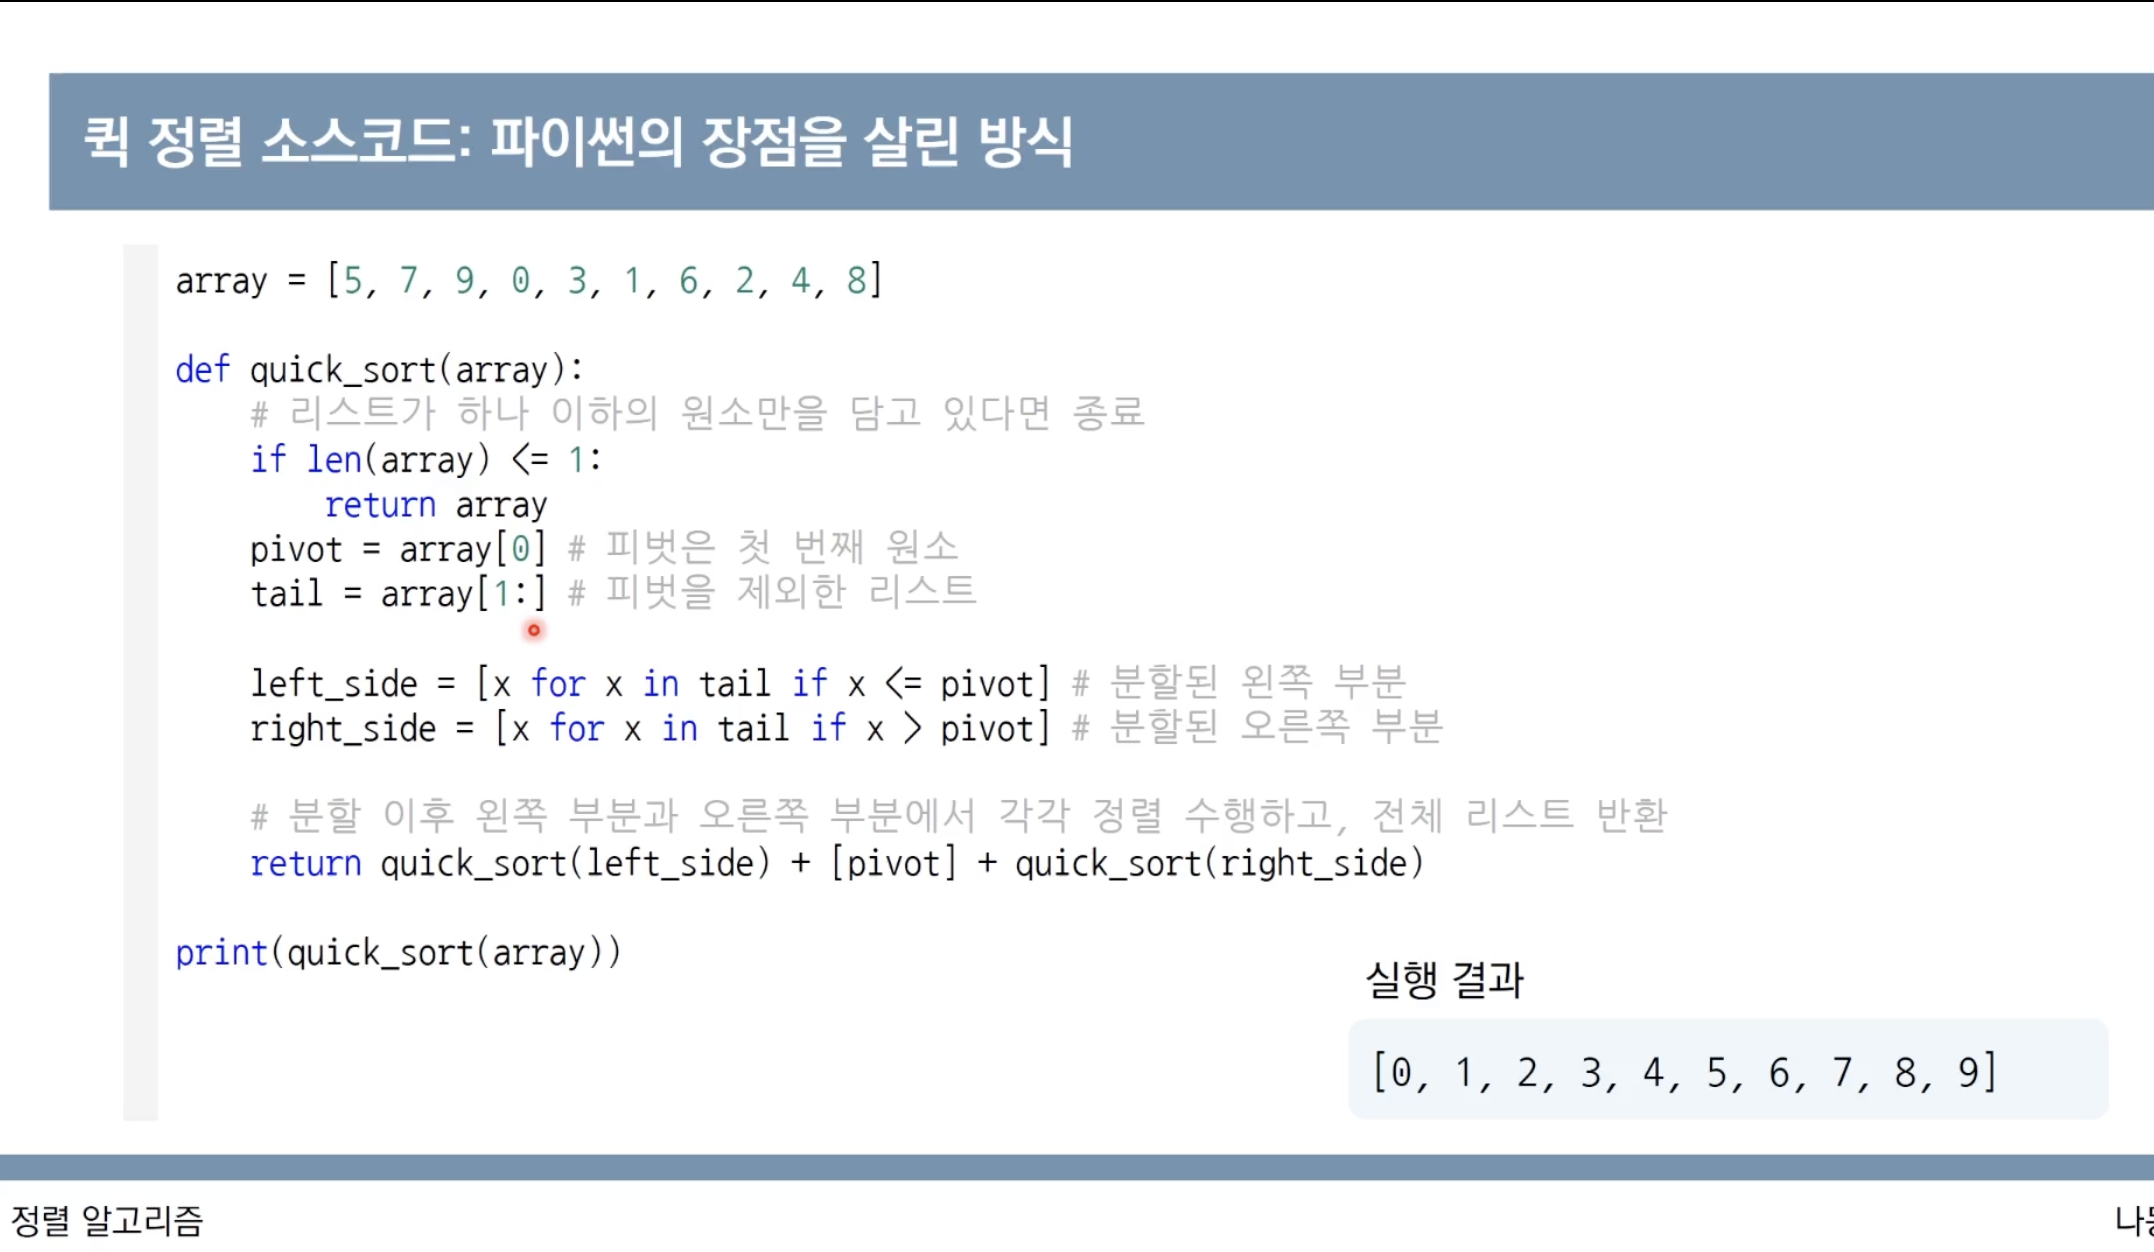 퀵 정렬 소스코드: 파이썬의 장점을 살린 방식
array = [5, 7, 9, 0, 3, 1, 6, 2, 4, 8]
def quick_sort(array):
    # 리스트가 하나 이하의 원소만을 담고 있다면 종료
    if len(array) <= 1:
        return array
    pivot = array[0] # 피벗은 첫 번째 원소
    tail = array[1:] # 피벗을 제외한 리스트
    left_side = [x for x in tail if x <= pivot] # 분할된 왼쪽 부분
    right_side = [x for x in tail if x > pivot] # 분할된 오른쪽 부분
    # 분할 이후 왼쪽 부분과 오른쪽 부분에서 각각 정렬 수행하고, 전체 리스트 반환
    return quick_sort(left_side) + [pivot] + quick_sort(right_side)
print(quick_sort(array))
실행 결과
[0, 1, 2, 3, 4, 5, 6, 7, 8, 9]
정렬 알고리즘